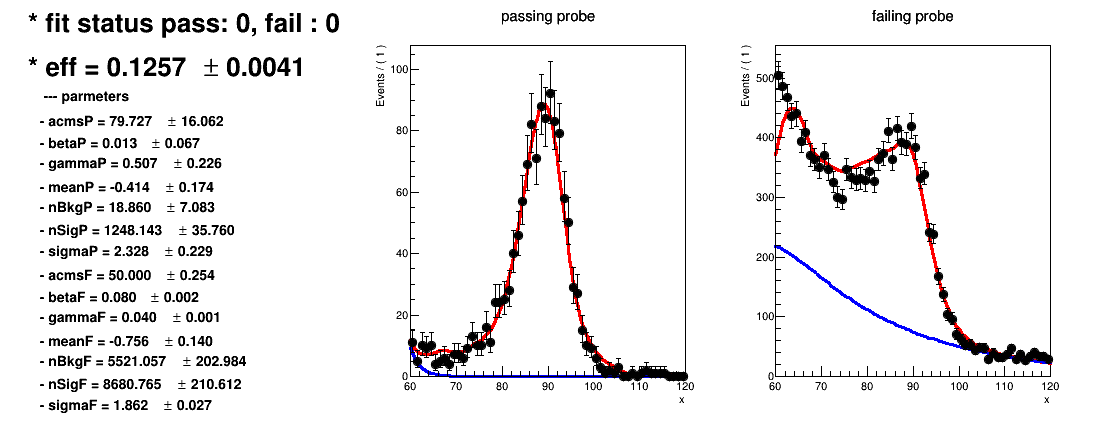 * fit status pass: 0, fail : 0
* eff = 0.1257 ± 0.0041
--- parmeters
- acmsP = 79.727 ± 16.062
- betaP = 0.013 ± 0.067
- gammaP = 0.507 ± 0.226
- meanP = -0.414 ± 0.174
- nBkgP = 18.860 ± 7.083
- nSigP = 1248.143 ± 35.760
- sigmaP = 2.328 ± 0.229
- acmsF = 50.000 ± 0.254
- betaF = 0.080 ± 0.002
- gammaF = 0.040 ± 0.001
- meanF = -0.756 ± 0.140
- nBkgF = 5521.057 ± 202.984
- nSigF = 8680.765 ± 210.612
- sigmaF = 1.862 ± 0.027
passing probe
Events / ( 1 )
100
80
60
40
20
0
60 70 80 90 100 110 120
x
failing probe
Events / ( 1 )
500
400
300
200
100
0
60 70 80 90 100 110 120
x